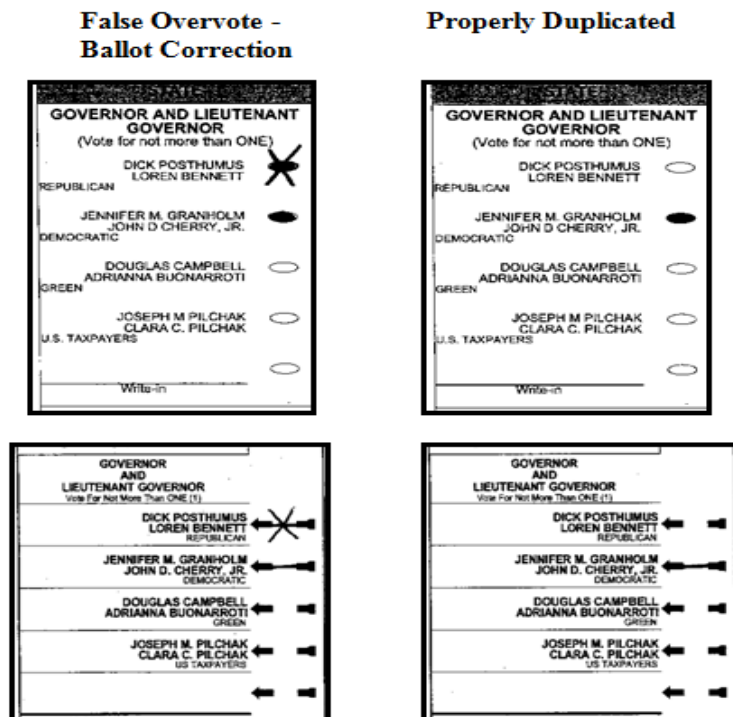 False Overvote -
Ballot Correction
Properly Duplicated
STATE
GOVERNOR AND LIEUTENANT
GOVERNOR
(Vote for not more than ONE)
DICK POSTHUMUS
LOREN BENNETT
REPUBLICAN
JENNIFER M. GRANHOLM
JOHN D CHERRY, JR.
DEMOCRATIC
DOUGLAS CAMPBELL
ADRIANNA BUONARROTI
GREEN
JOSEPH M PILCHAK
CLARA C. PILCHAK
U.S. TAXPAYERS
Write-in
STATE
GOVERNOR AND LIEUTENANT
GOVERNOR
(Vote for not more than ONE)
DICK POSTHUMUS
LOREN BENNETT
REPUBLICAN
JENNIFER M. GRANHOLM
JOHN D CHERRY, JR.
DEMOCRATIC
DOUGLAS CAMPBELL
ADRIANNA BUONARROTI
GREEN
JOSEPH M PILCHAK
CLARA C. PILCHAK
U.S. TAXPAYERS
Write-in
GOVERNOR
AND
LIEUTENANT GOVERNOR
Vote For Not More Than ONE (1)
DICK POSTHUMUS
LOREN BENNETT
REPUBLICAN
JENNIFER M. GRANHOLM
JOHN D. CHERRY, JR.
DEMOCRATIC
DOUGLAS CAMPBELL
ADRIANNA BUONARROTI
GREEN
JOSEPH M. PILCHAK
CLARA C. PILCHAK
US TAXPAYERS
GOVERNOR
AND
LIEUTENANT GOVERNOR
Vote For Not More Than ONE (1)
DICK POSTHUMUS
LOREN BENNETT
REPUBLICAN
JENNIFER M. GRANHOLM
JOHN D. CHERRY, JR.
DEMOCRATIC
DOUGLAS CAMPBELL
ADRIANNA BUONARROTI
GREEN
JOSEPH M. PILCHAK
CLARA C. PILCHAK
US TAXPAYERS